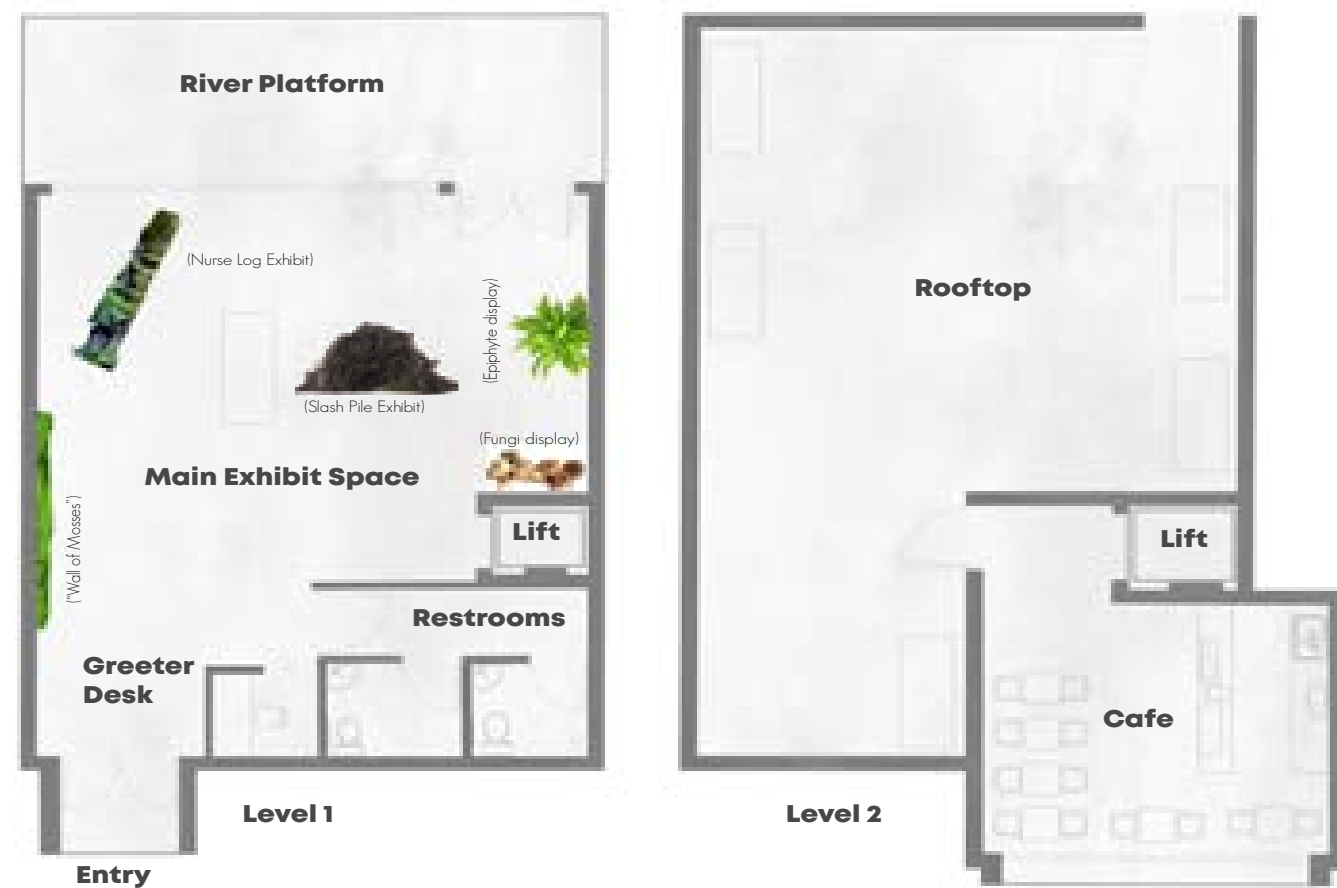 River Platform
(Nurse Log Exhibit)
(Epiphyte display)
(Slash Pile Exhibit)
(Fungi display)
Main Exhibit Space
("Wall of Mosses")
Lift
Restrooms
Greeter
Desk
Level 1
Entry
Rooftop
Lift
Cafe
Level 2